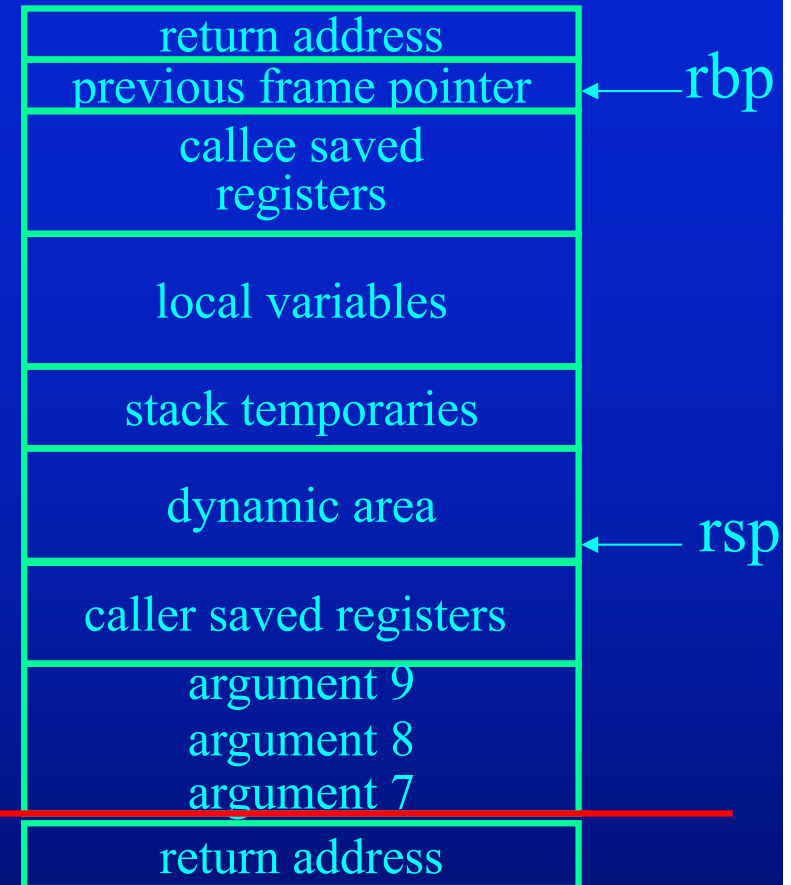 return address
previous frame pointer
rbp
callee saved
registers
local variables
stack temporaries
dynamic area
rsp
caller saved registers
argument 9
argument 8
argument 7
return address